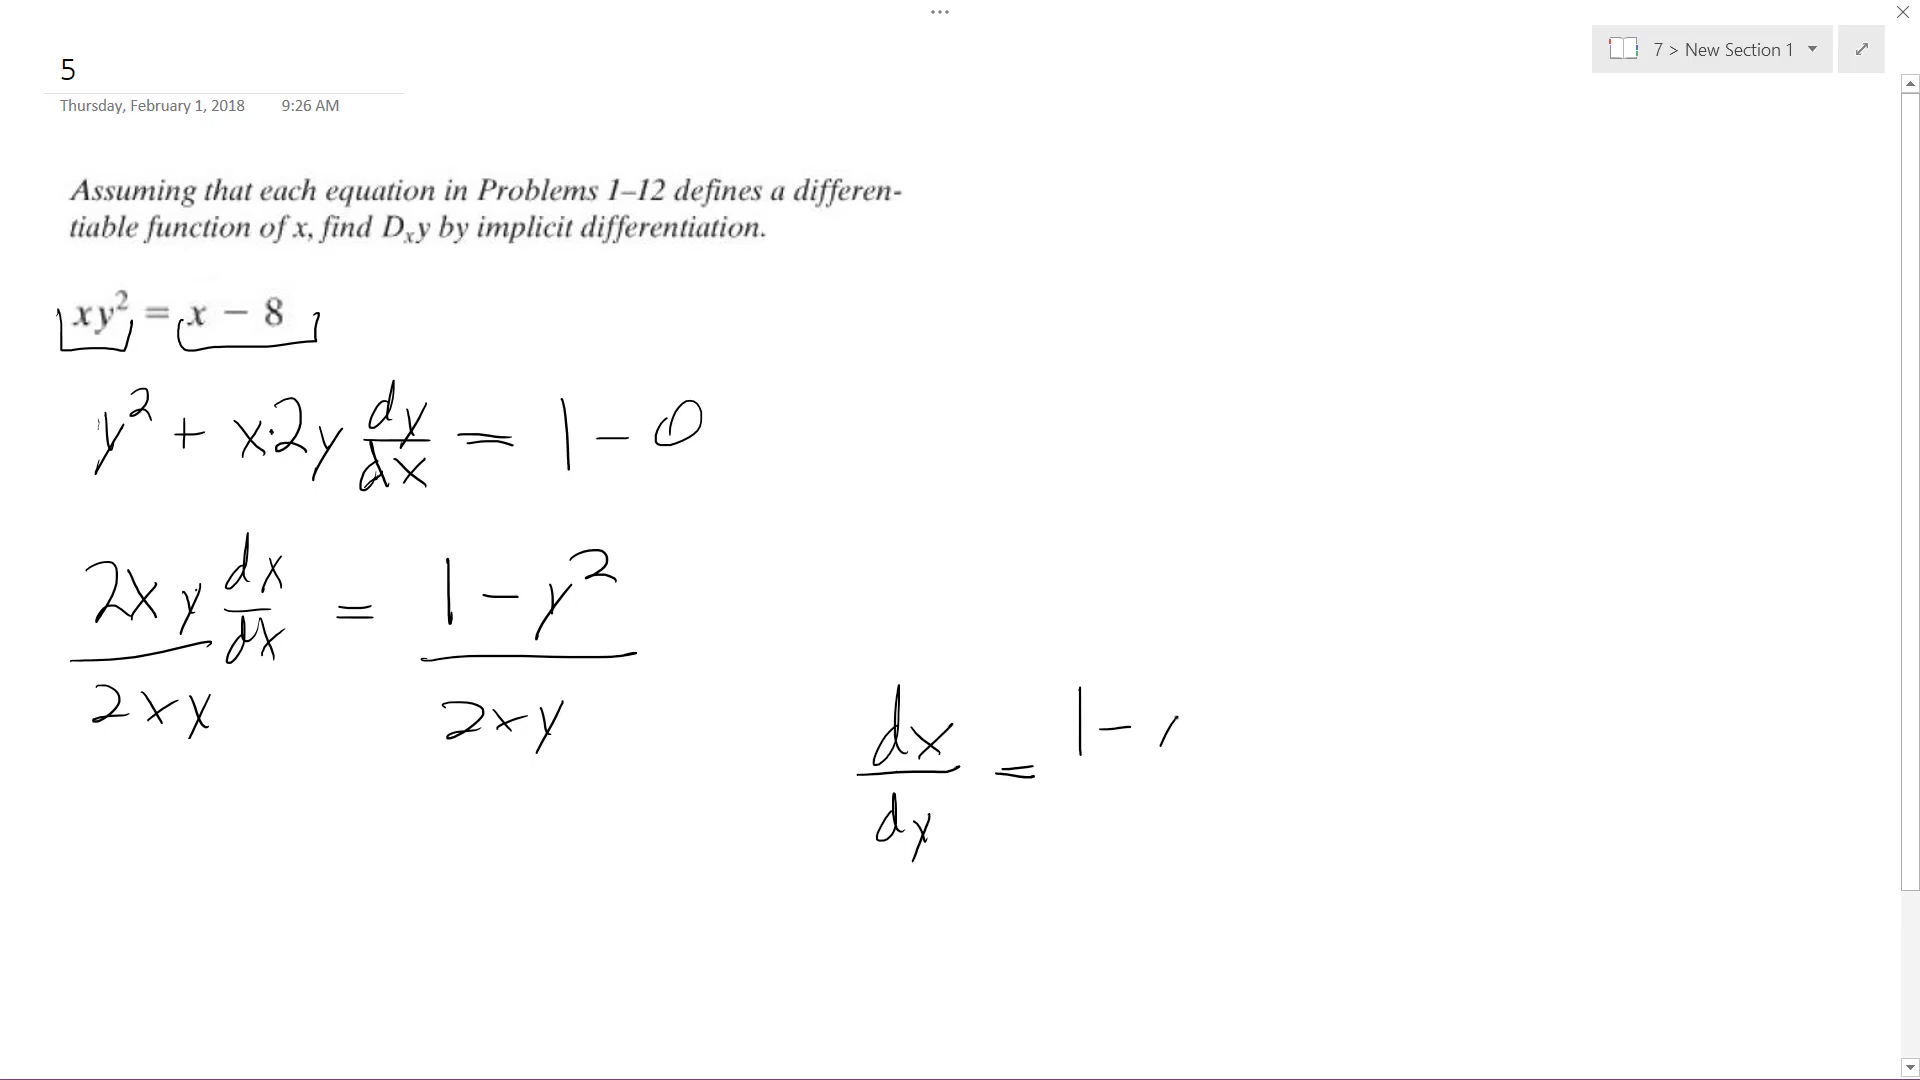 7 > New Section 1
5
Thursday, February 1, 2018 9:26 AM
Assuming that each equation in Problems 1–12 defines a differen-
tiable function of x, find Dₓy by implicit differentiation.
xy² = x − 8
y² + x·2y dy/dx = 1 − 0
2xy dx/dx = 1 − y²
2xy 2xy
dx/dy = 1 −